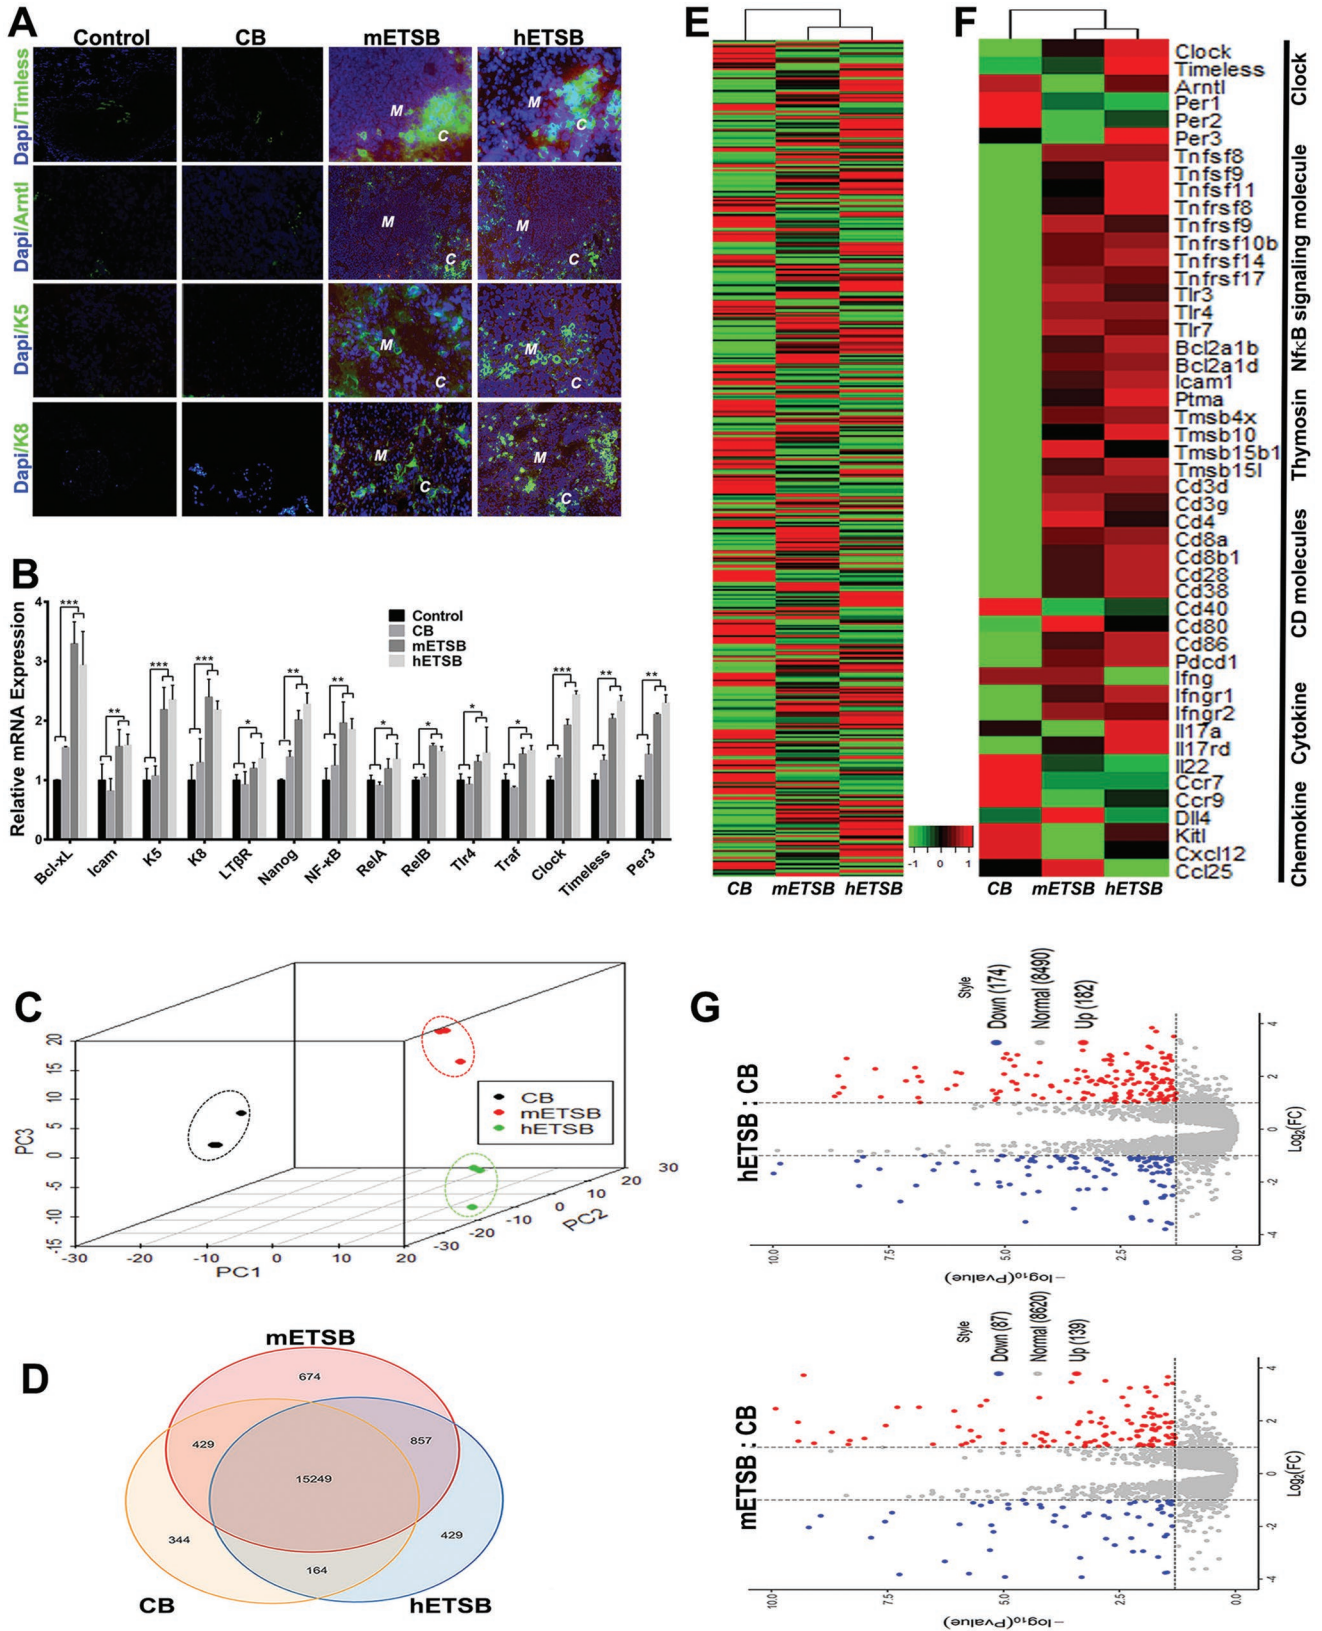 A
Control
CB
mETSB
hETSB
Dapi/Timless
M
C
M
C
Dapi/Arntl
M
C
M
C
Dapi/K5
M
C
M
C
Dapi/K8
M
C
M
C
B
Relative mRNA Expression
4
3
2
1
0
***
**
***
***
*
**
**
*
*
*
*
***
**
**
Control
CB
mETSB
hETSB
Bcl-xL
Icam
K5
K8
LTβR
Nanog
NF-κB
RelA
RelB
Tlr4
Traf
Clock
Timeless
Per3
C
PC3
20
15
10
5
0
-5
-10
-15
-30
-20
-10
0
10
20
PC1
-30
-20
-10
0
10
20
30
PC2
CB
mETSB
hETSB
D
mETSB
674
429
857
15249
344
429
164
CB
hETSB
E
CB
mETSB
hETSB
-1 0 1
F
Clock
Timeless
Arntl
Per1
Per2
Per3
Tnfsf8
Tnfsf9
Tnfsf11
Tnfrsf8
Tnfrsf9
Tnfrsf10b
Tnfrsf14
Tnfrsf17
Tlr3
Tlr4
Tlr7
Bcl2a1b
Bcl2a1d
Icam1
Ptma
Tmsb4x
Tmsb10
Tmsb15b1
Tmsb15l
Cd3d
Cd3g
Cd4
Cd8a
Cd8b1
Cd28
Cd38
Cd40
Cd80
Cd86
Pdcd1
Ifng
Ifngr1
Ifngr2
Il17a
Il17rd
Il22
Ccr7
Ccr9
Dll4
Kitl
Cxcl12
Ccl25
CB
mETSB
hETSB
Clock
NfκB signaling molecule
Thymosin
CD molecules
Cytokine
Chemokine
G
hETSB : CB
Style
Down (174)
Normal (8490)
Up (182)
4
2
0
-2
-4
Log2(FC)
10.0
7.5
5.0
2.5
0.0
−log10(Pvalue)
mETSB : CB
Style
Down (87)
Normal (8620)
Up (139)
4
2
0
-2
-4
Log2(FC)
10.0
7.5
5.0
2.5
0.0
−log10(Pvalue)